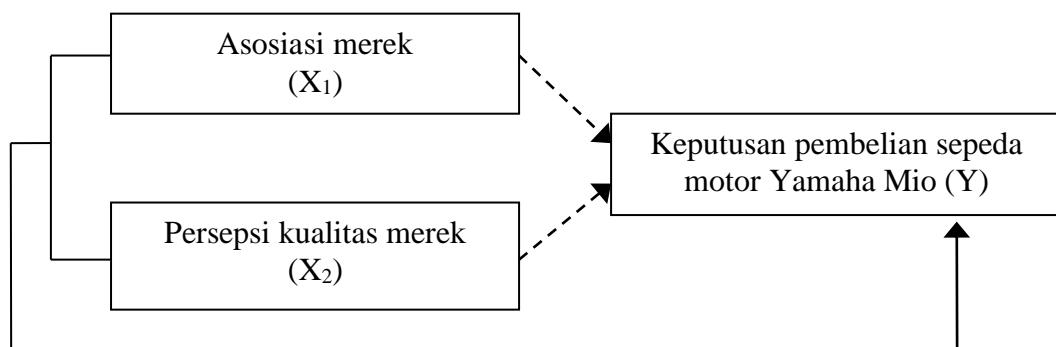 Asosiasi merek
(X₁)
Keputusan pembelian sepeda
motor Yamaha Mio (Y)
Persepsi kualitas merek
(X₂)